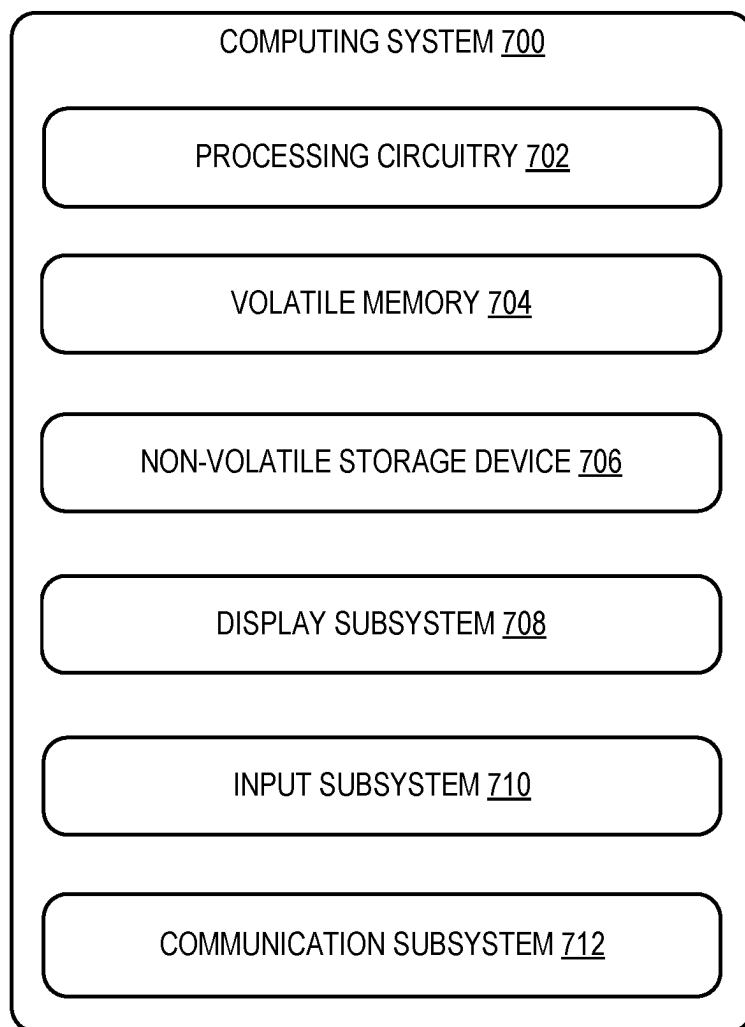 COMPUTING SYSTEM 700
PROCESSING CIRCUITRY 702
VOLATILE MEMORY 704
NON-VOLATILE STORAGE DEVICE 706
DISPLAY SUBSYSTEM 708
INPUT SUBSYSTEM 710
COMMUNICATION SUBSYSTEM 712